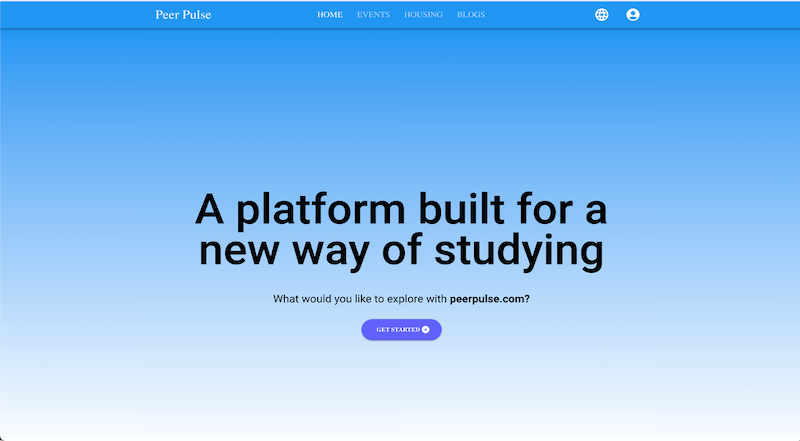 Peer Pulse
HOME EVENTS HOUSING BLOGS
A platform built for a
new way of studying
What would you like to explore with peerpulse.com?
GET STARTED